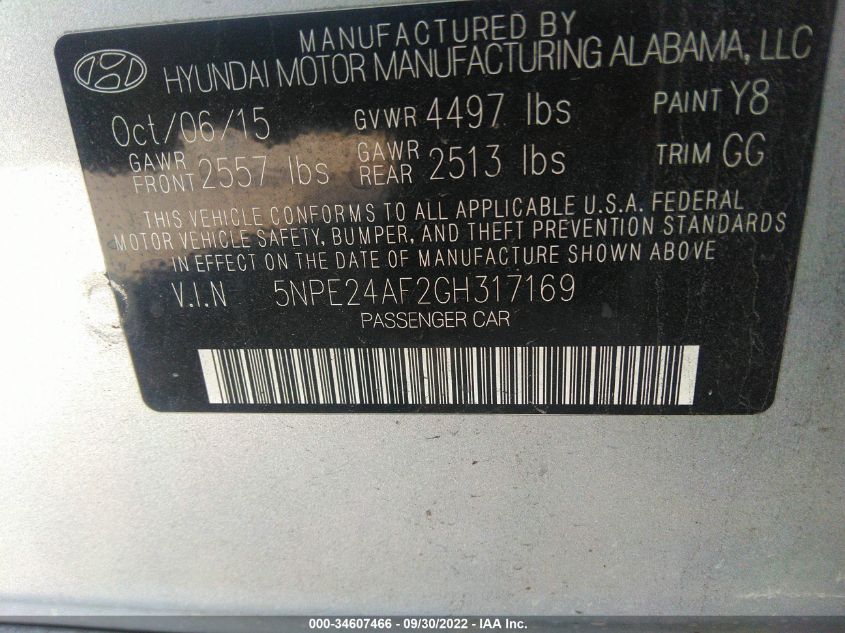 MANUFACTURED BY
HYUNDAI MOTOR MANUFACTURING ALABAMA, LLC
Oct/06/15 GVWR 4497 lbs PAINT Y8
GAWR FRONT 2557 lbs GAWR REAR 2513 lbs TRIM GG
THIS VEHICLE CONFORMS TO ALL APPLICABLE U.S.A. FEDERAL
MOTOR VEHICLE SAFETY, BUMPER, AND THEFT PREVENTION STANDARDS
IN EFFECT ON THE DATE OF MANUFACTURE SHOWN ABOVE
V.I.N 5NPE24AF2GH317169
PASSENGER CAR
000-34607466 - 09/30/2022 - IAA Inc.